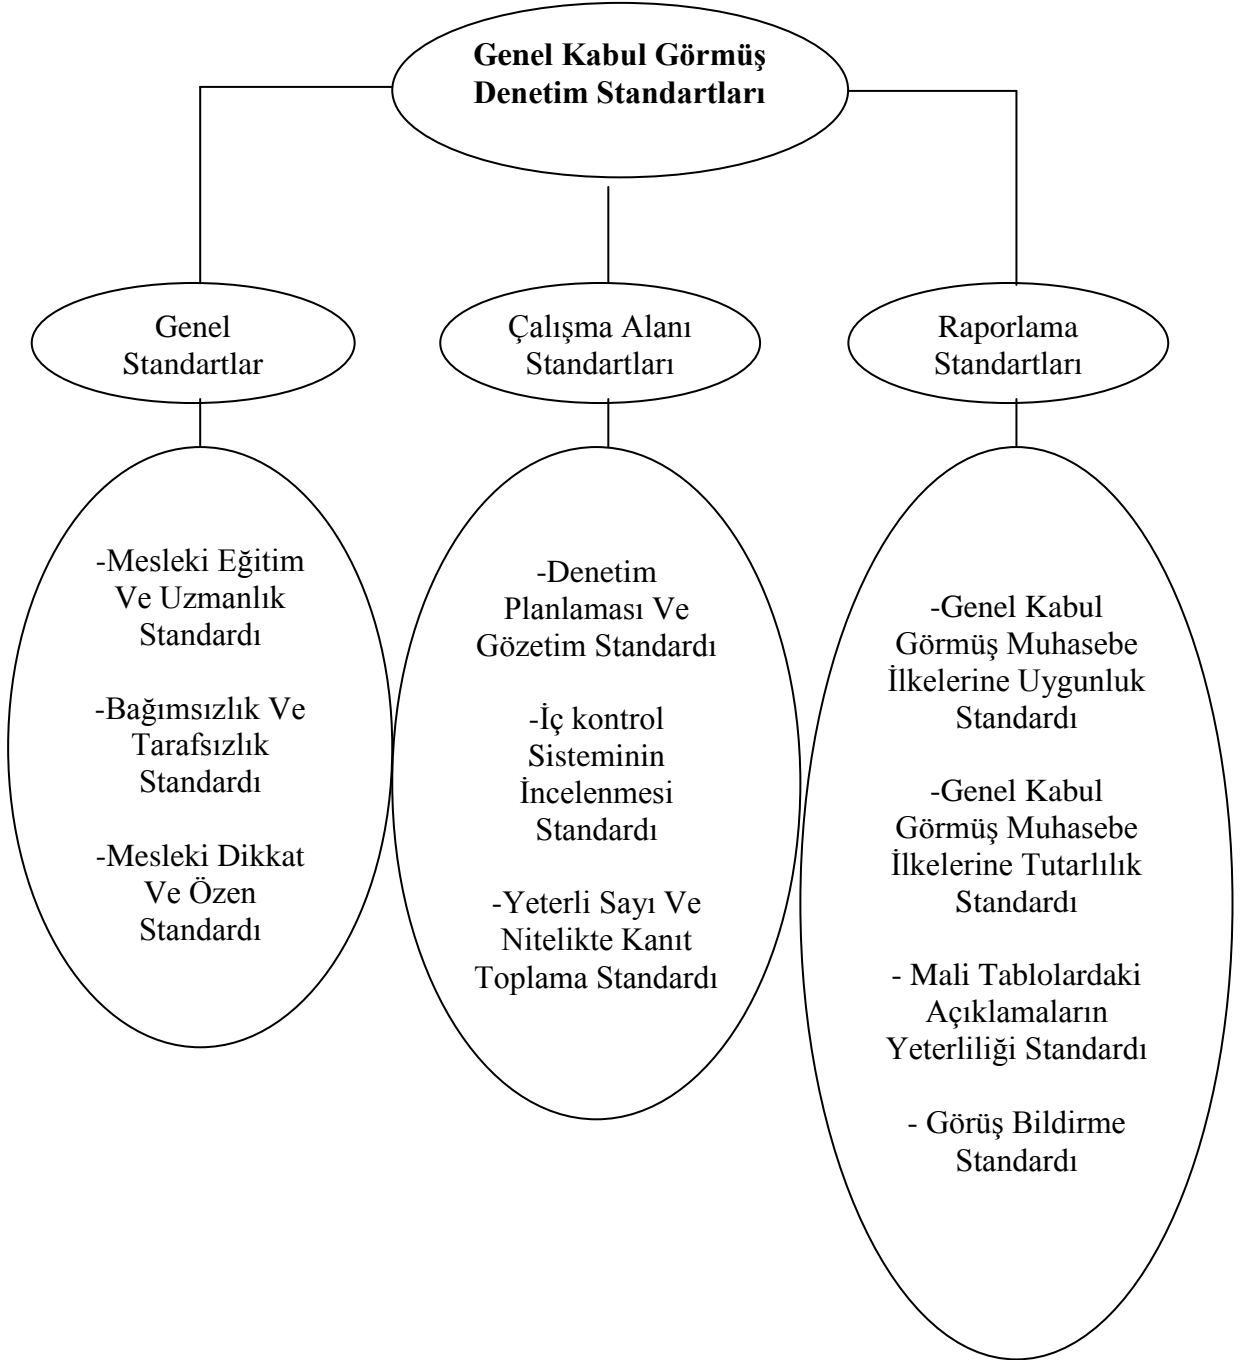 Genel Kabul Görmüş
Denetim Standartları
Genel
Standartlar
Çalışma Alanı
Standartları
Raporlama
Standartları
-Mesleki Eğitim
Ve Uzmanlık
Standardı
-Bağımsızlık Ve
Tarafsızlık
Standardı
-Mesleki Dikkat
Ve Özen
Standardı
-Denetim
Planlaması Ve
Gözetim Standardı
-İç kontrol
Sisteminin
İncelenmesi
Standardı
-Yeterli Sayı Ve
Nitelikte Kanıt
Toplama Standardı
-Genel Kabul
Görmüş Muhasebe
İlkelerine Uygunluk
Standardı
-Genel Kabul
Görmüş Muhasebe
İlkelerine Tutarlılık
Standardı
- Mali Tablolardaki
Açıklamaların
Yeterliliği Standardı
- Görüş Bildirme
Standardı